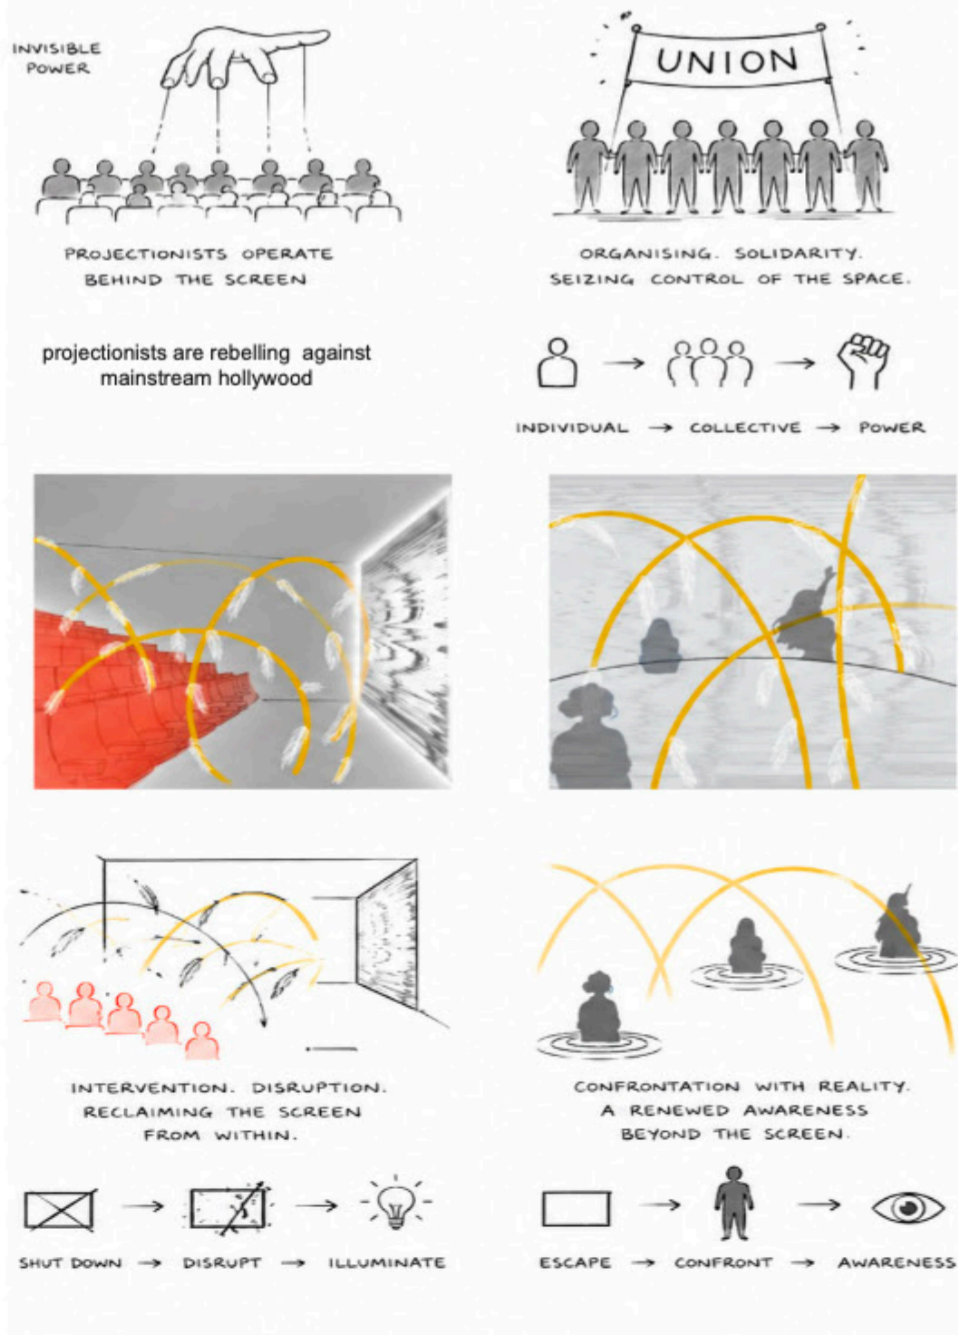 INVISIBLE
POWER
PROJECTIONISTS OPERATE
BEHIND THE SCREEN
projectionists are rebelling against
mainstream hollywood
UNION
ORGANISING. SOLIDARITY.
SEIZING CONTROL OF THE SPACE.
INDIVIDUAL → COLLECTIVE → POWER
INTERVENTION. DISRUPTION.
RECLAIMING THE SCREEN
FROM WITHIN.
SHUT DOWN → DISRUPT → ILLUMINATE
CONFRONTATION WITH REALITY.
A RENEWED AWARENESS
BEYOND THE SCREEN.
ESCAPE → CONFRONT → AWARENESS